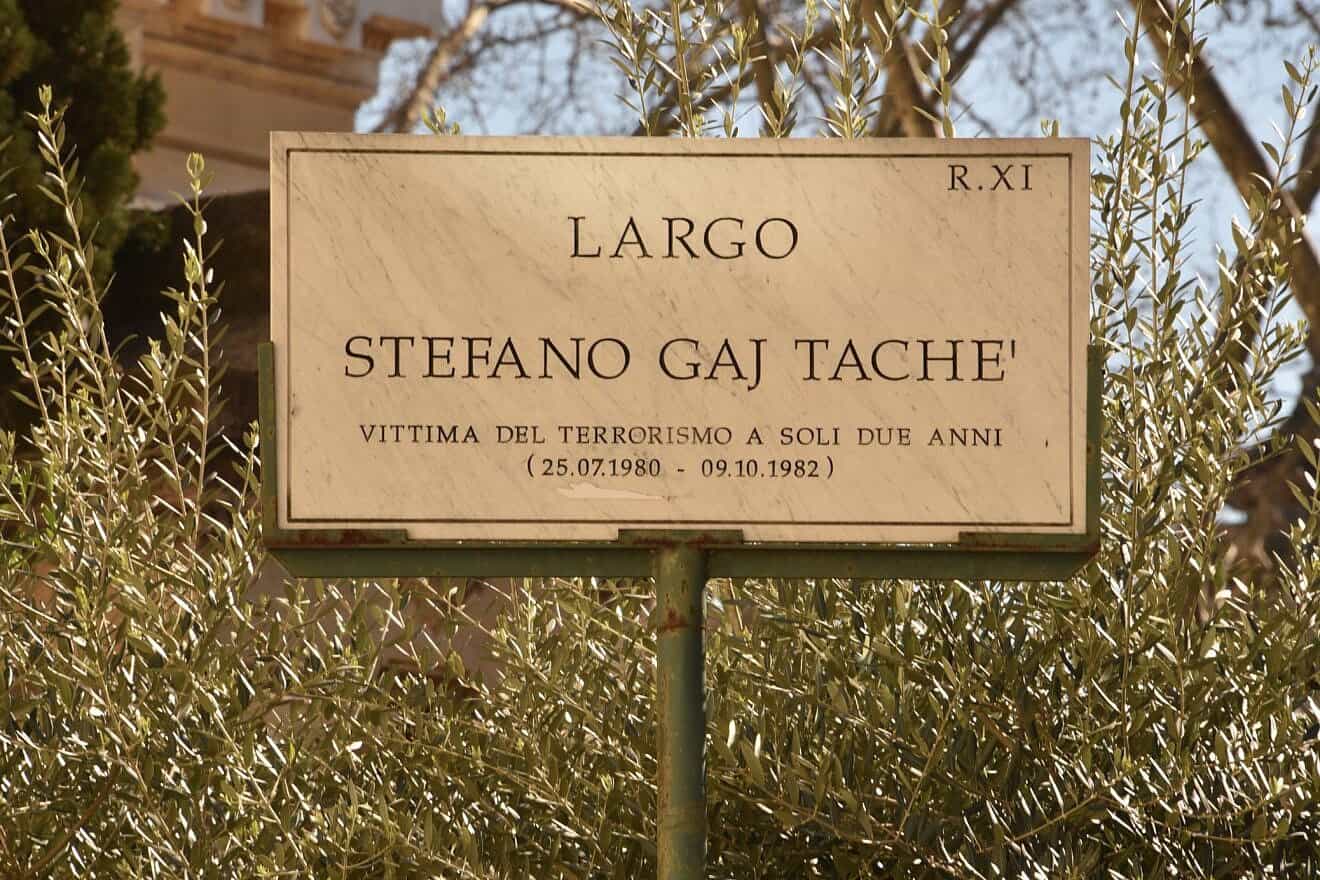 R.XI
LARGO
STEFANO GAJ TACHE'
VITTIMA DEL TERRORISMO A SOLI DUE ANNI
(25.07.1980 - 09.10.1982)